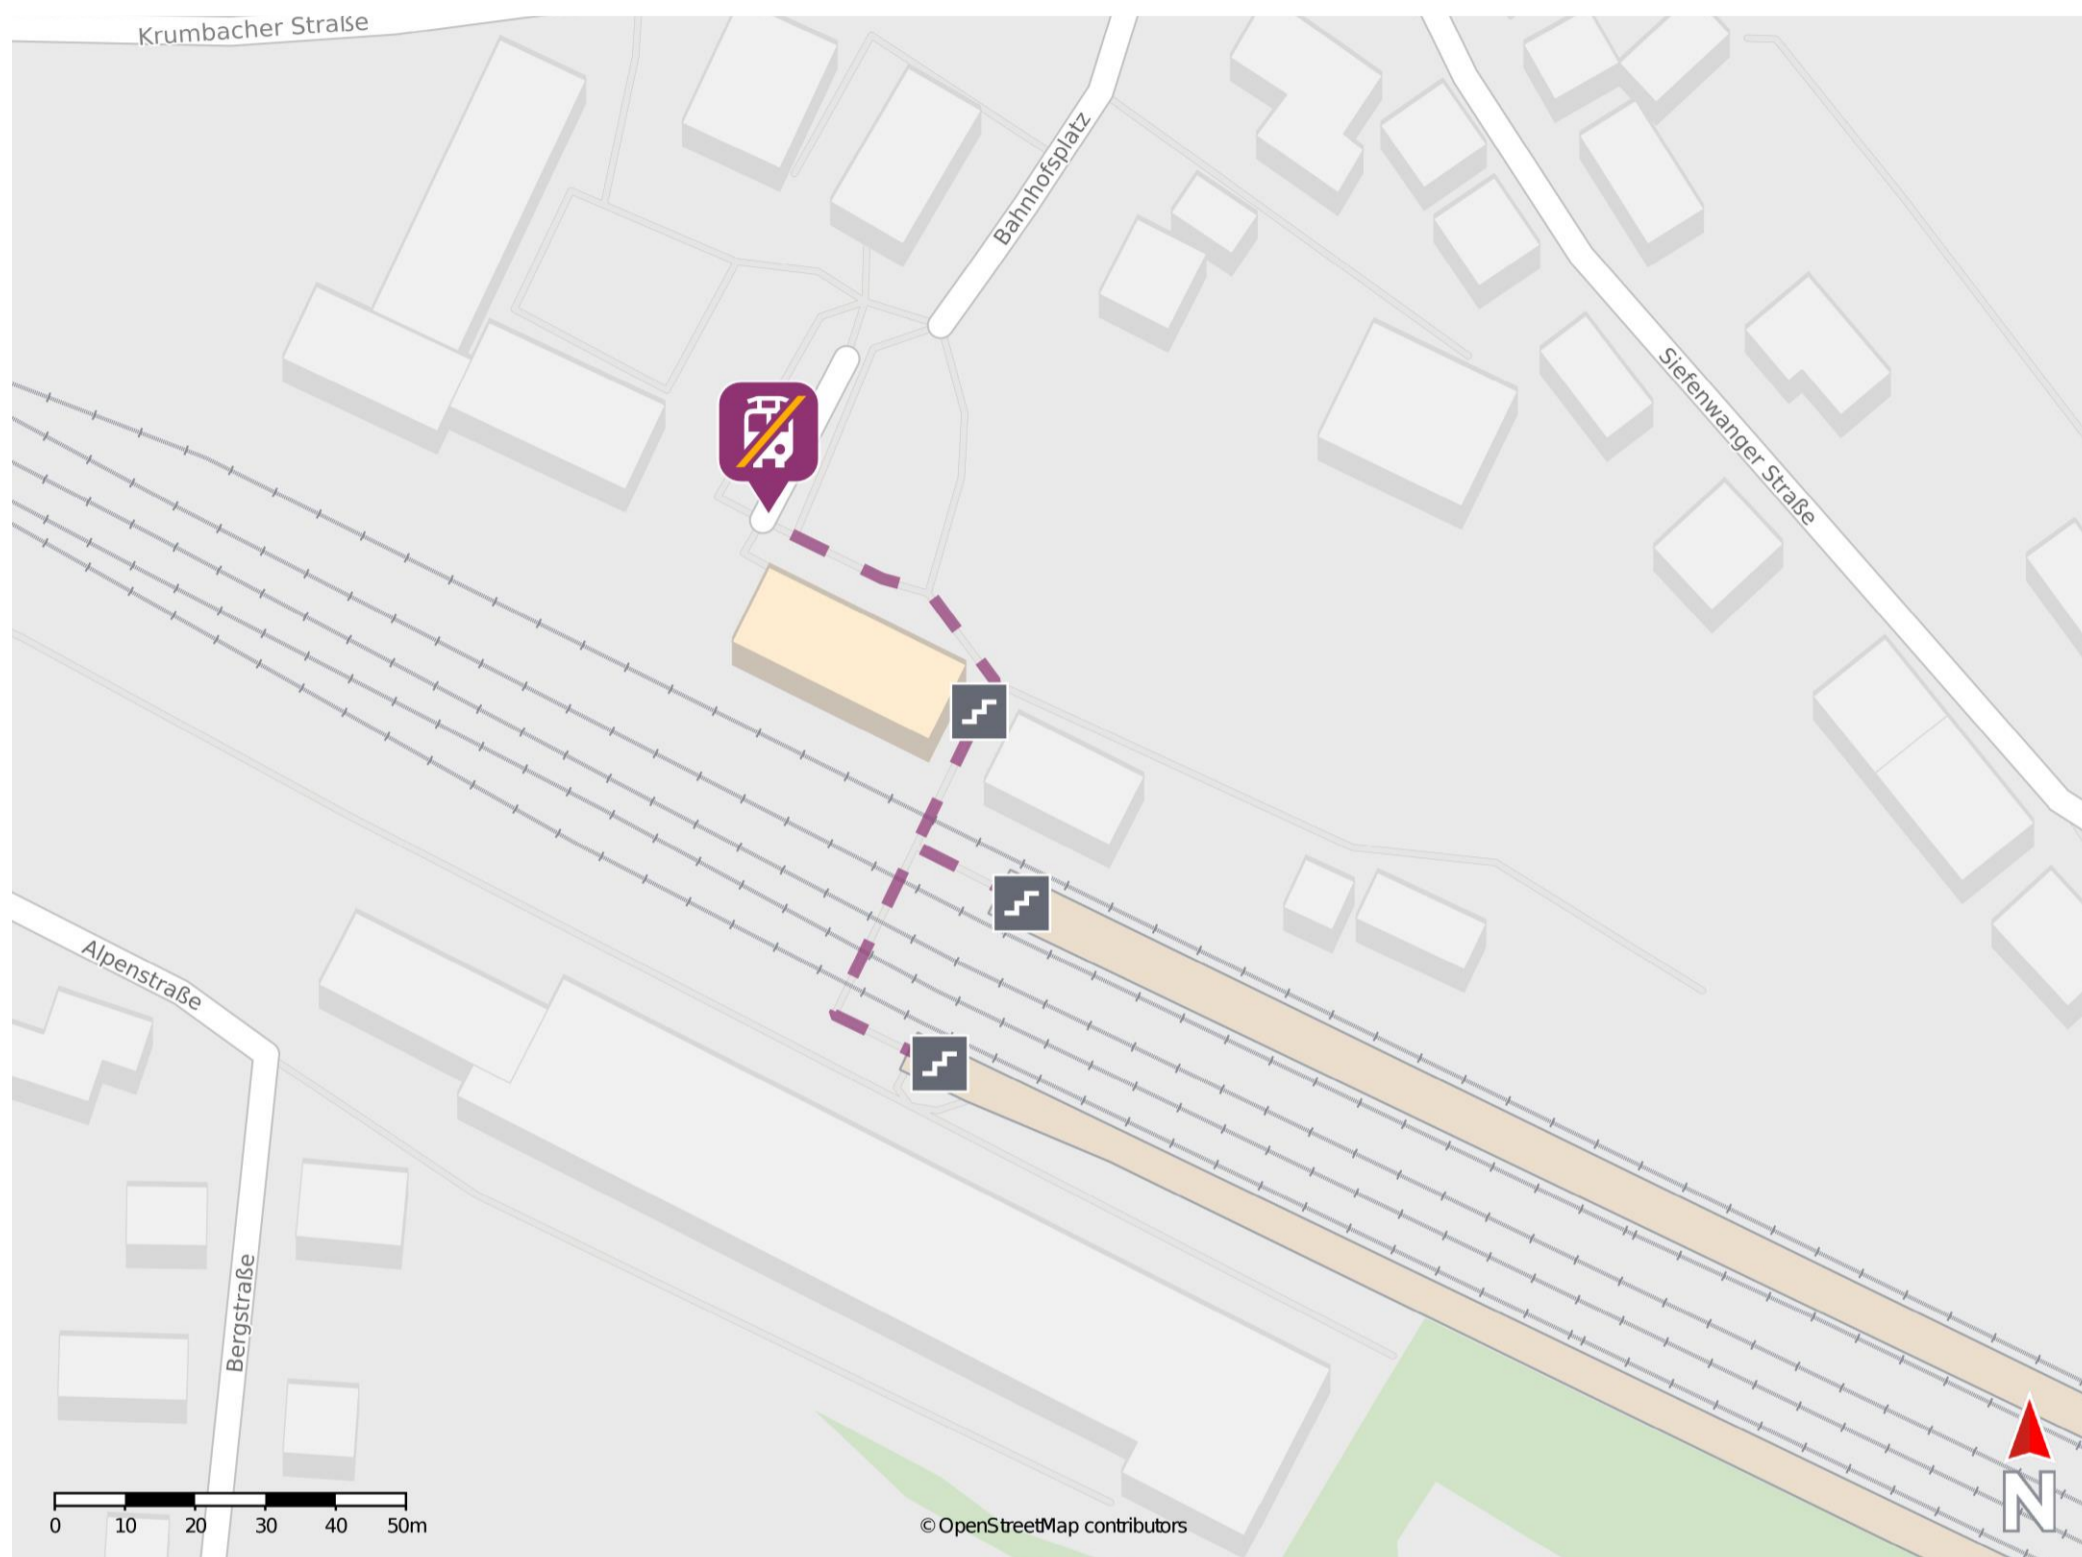 Krumbacher Straße
Bahnhofsplatz
Siefenwanger Straße
Alpenstraße
Bergstraße
0 10 20 30 40 50m
© OpenStreetMap contributors
N